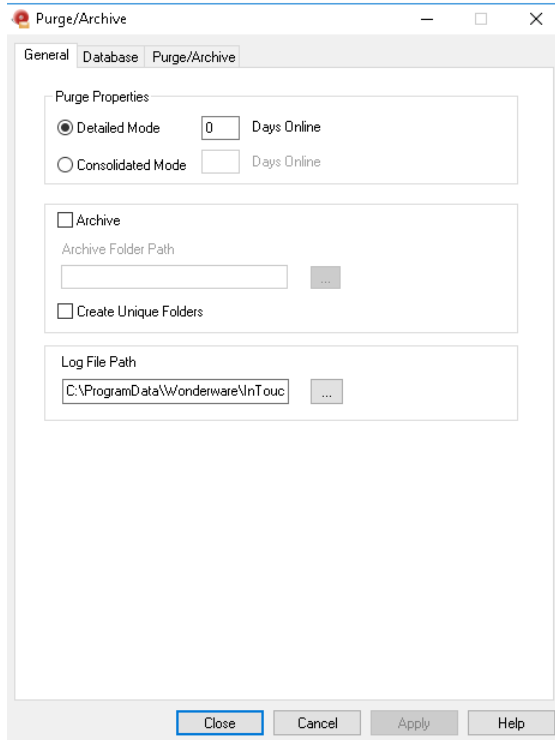 Purge/Archive
General Database Purge/Archive
Purge Properties
Detailed Mode 0 Days Online
Consolidated Mode Days Online
Archive
Archive Folder Path
...
Create Unique Folders
Log File Path
C:\ProgramData\Wonderware\InTouc ...
Close Cancel Apply Help